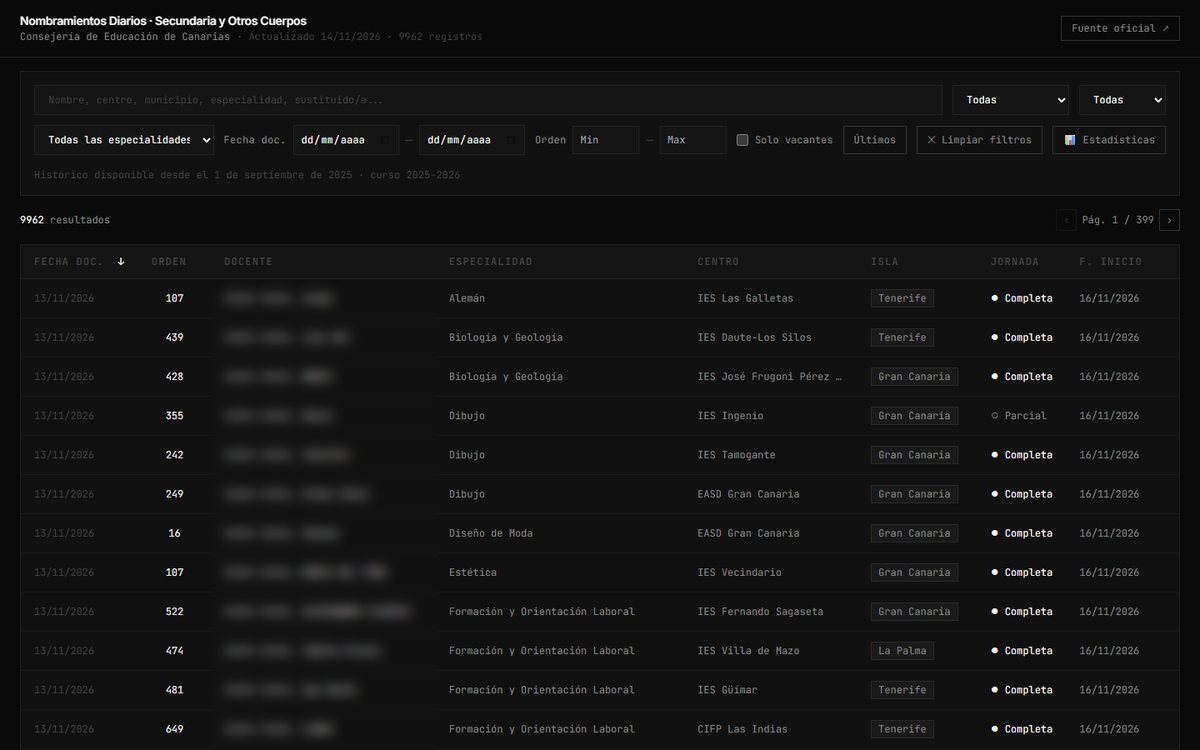 Nombramientos Diarios · Secundaria y Otros Cuerpos
Consejería de Educación de Canarias · Actualizado 14/11/2026 · 9962 registros
Fuente oficial ↗
Nombre, centro, municipio, especialidad, sustituido/a...
Todas
Todas
Todas las especialidades
Fecha doc.
dd/mm/aaaa
—
dd/mm/aaaa
Orden
Min
—
Max
Solo vacantes
Últimos
✕ Limpiar filtros
Estadísticas
Histórico disponible desde el 1 de septiembre de 2025 · curso 2025-2026
9962 resultados
‹ Pág. 1 / 399 ›
FECHA DOC. ↓ ORDEN DOCENTE ESPECIALIDAD CENTRO ISLA JORNADA F. INICIO
13/11/2026 107 Alemán IES Las Galletas Tenerife ● Completa 16/11/2026
13/11/2026 439 Biología y Geología IES Daute-Los Silos Tenerife ● Completa 16/11/2026
13/11/2026 428 Biología y Geología IES José Frugoni Pérez … Gran Canaria ● Completa 16/11/2026
13/11/2026 355 Dibujo IES Ingenio Gran Canaria ○ Parcial 16/11/2026
13/11/2026 242 Dibujo IES Tamogante Gran Canaria ● Completa 16/11/2026
13/11/2026 249 Dibujo EASD Gran Canaria Gran Canaria ● Completa 16/11/2026
13/11/2026 16 Diseño de Moda EASD Gran Canaria Gran Canaria ● Completa 16/11/2026
13/11/2026 107 Estética IES Vecindario Gran Canaria ● Completa 16/11/2026
13/11/2026 522 Formación y Orientación Laboral IES Fernando Sagaseta Gran Canaria ● Completa 16/11/2026
13/11/2026 474 Formación y Orientación Laboral IES Villa de Mazo La Palma ● Completa 16/11/2026
13/11/2026 481 Formación y Orientación Laboral IES Güímar Tenerife ● Completa 16/11/2026
13/11/2026 649 Formación y Orientación Laboral CIFP Las Indias Tenerife ● Completa 16/11/2026